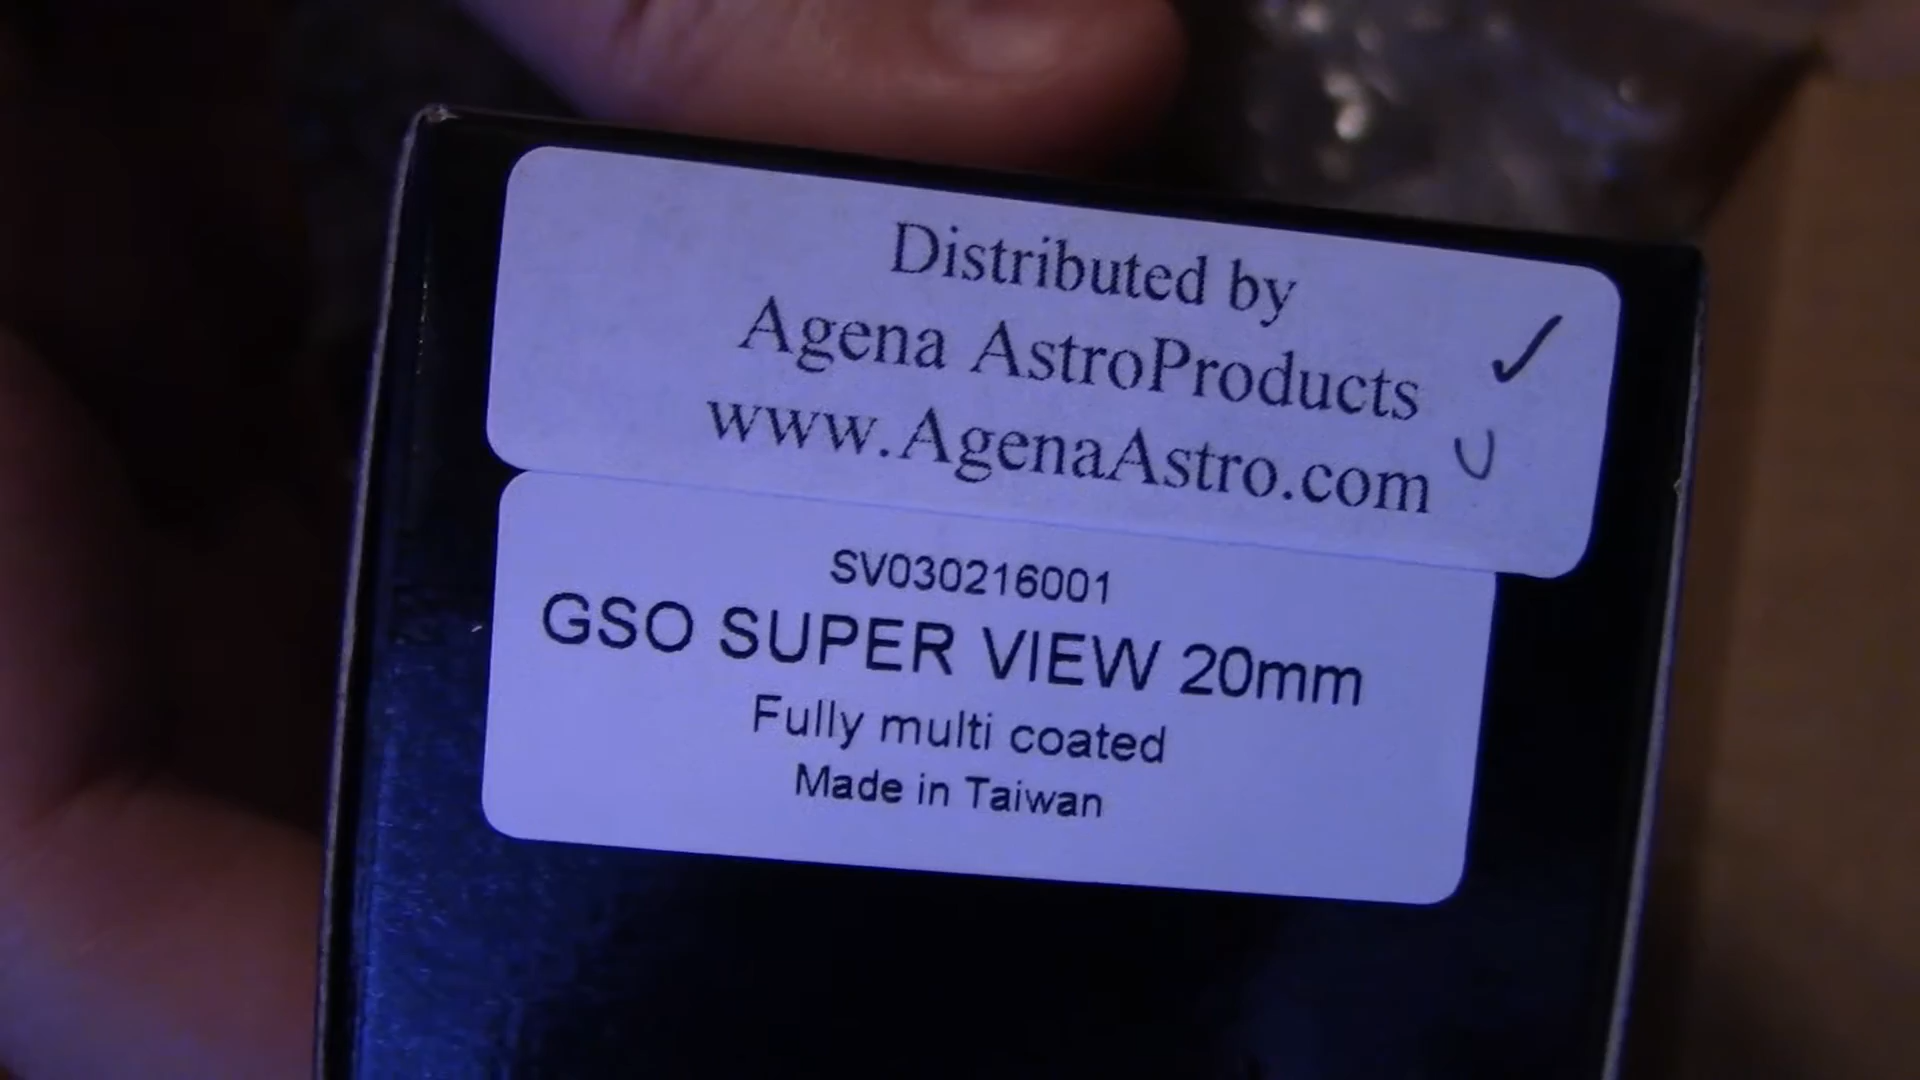 Distributed by
Agena AstroProducts ✓
www.AgenaAstro.com U
SV030216001
GSO SUPER VIEW 20mm
Fully multi coated
Made in Taiwan